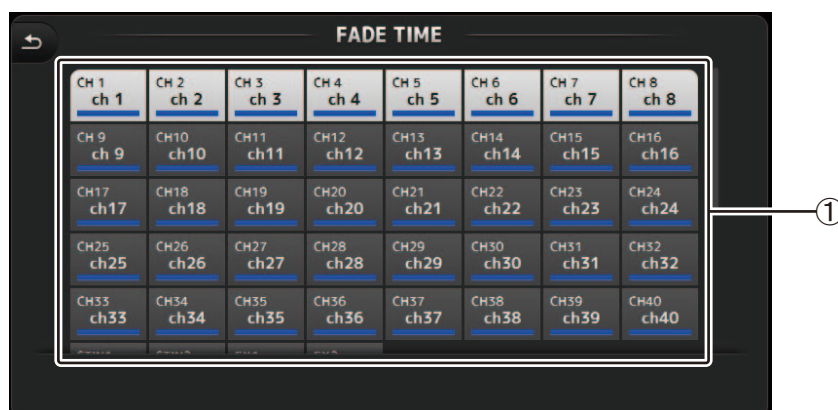 FADE TIME
CH 1 CH 2 CH 3 CH 4 CH 5 CH 6 CH 7 CH 8
ch 1 ch 2 ch 3 ch 4 ch 5 ch 6 ch 7 ch 8
CH 9 CH10 CH11 CH12 CH13 CH14 CH15 CH16
ch 9 ch10 ch11 ch12 ch13 ch14 ch15 ch16
CH17 CH18 CH19 CH20 CH21 CH22 CH23 CH24
ch17 ch18 ch19 ch20 ch21 ch22 ch23 ch24
①
CH25 CH26 CH27 CH28 CH29 CH30 CH31 CH32
ch25 ch26 ch27 ch28 ch29 ch30 ch31 ch32
CH33 CH34 CH35 CH36 CH37 CH38 CH39 CH40
ch33 ch34 ch35 ch36 ch37 ch38 ch39 ch40